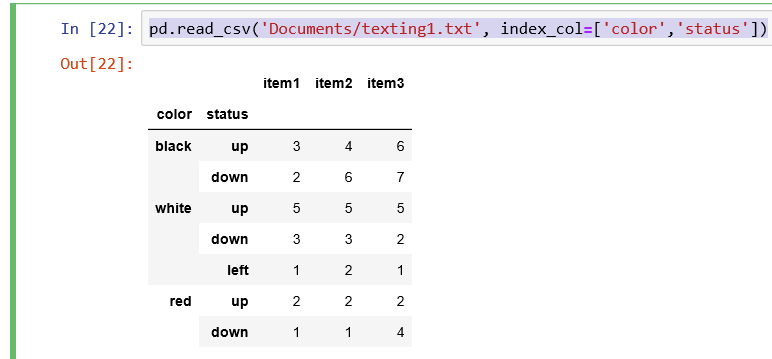 In [22]: pd.read_csv('Documents/texting1.txt', index_col=['color','status'])
Out[22]:
item1 item2 item3
color status
black up 3 4 6
down 2 6 7
white up 5 5 5
down 3 3 2
left 1 2 1
red up 2 2 2
down 1 1 4